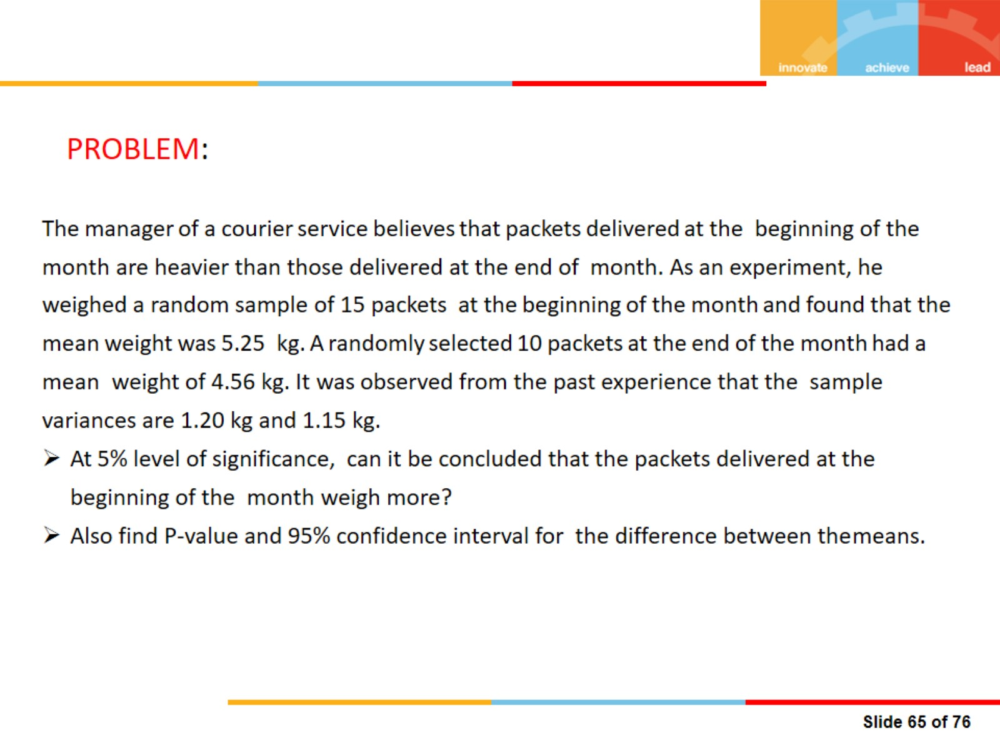 innovate achieve lead
PROBLEM:
The manager of a courier service believes that packets delivered at the beginning of the
month are heavier than those delivered at the end of month. As an experiment, he
weighed a random sample of 15 packets at the beginning of the month and found that the
mean weight was 5.25 kg. A randomly selected 10 packets at the end of the month had a
mean weight of 4.56 kg. It was observed from the past experience that the sample
variances are 1.20 kg and 1.15 kg.
➢ At 5% level of significance, can it be concluded that the packets delivered at the
beginning of the month weigh more?
➢ Also find P-value and 95% confidence interval for the difference between themeans.
Slide 65 of 76